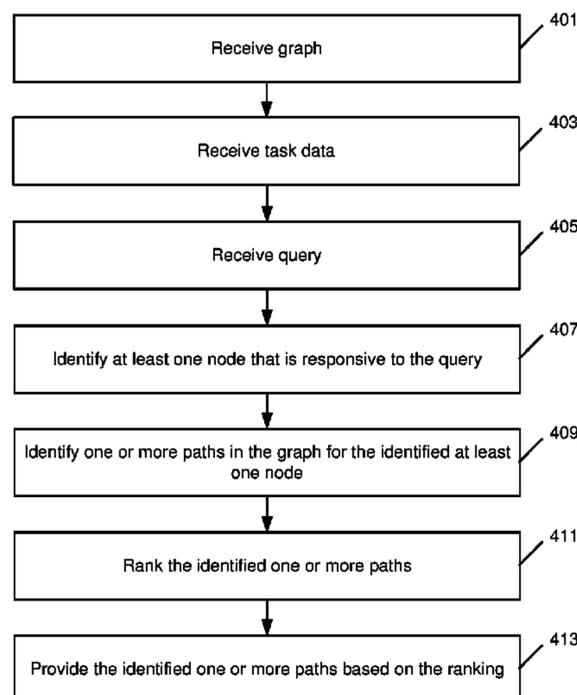 401
Receive graph
403
Receive task data
405
Receive query
407
Identify at least one node that is responsive to the query
409
Identify one or more paths in the graph for the identified at least
one node
411
Rank the identified one or more paths
413
Provide the identified one or more paths based on the ranking